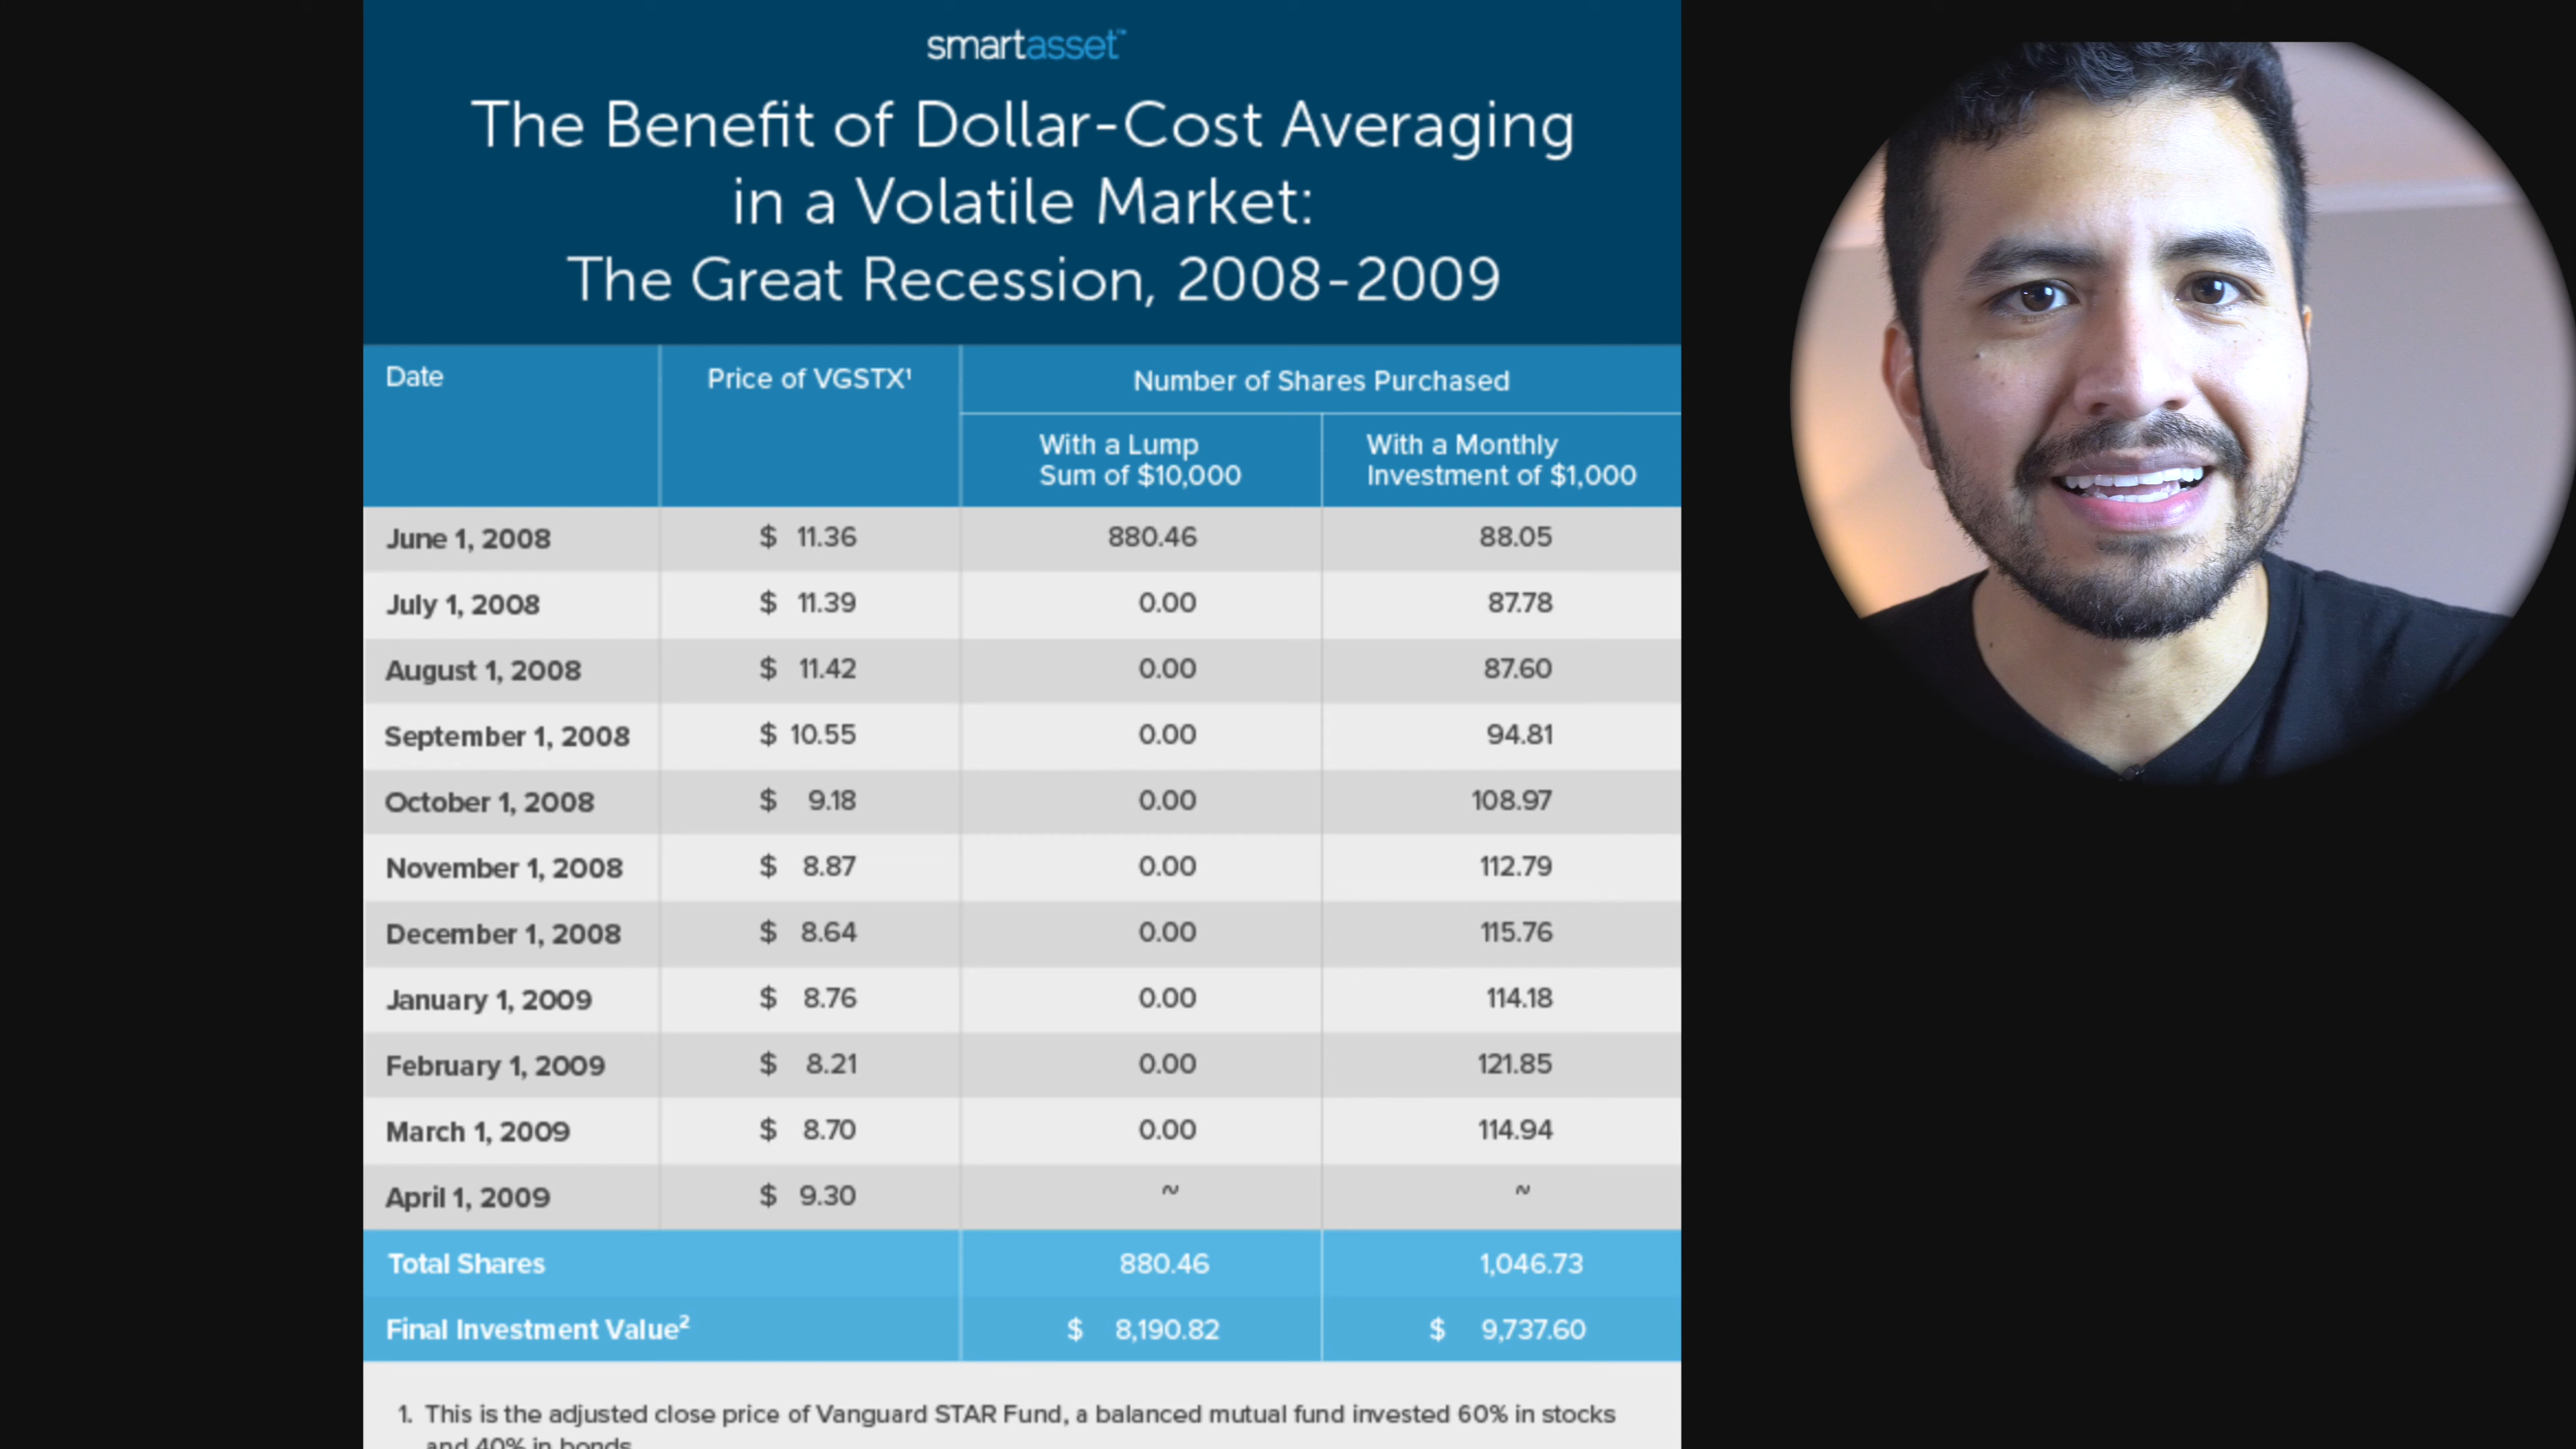 smartasset™
The Benefit of Dollar-Cost Averaging
in a Volatile Market:
The Great Recession, 2008-2009
Date Price of VGSTX¹ Number of Shares Purchased
With a Lump Sum of $10,000 With a Monthly Investment of $1,000
June 1, 2008 $ 11.36 880.46 88.05
July 1, 2008 $ 11.39 0.00 87.78
August 1, 2008 $ 11.42 0.00 87.60
September 1, 2008 $ 10.55 0.00 94.81
October 1, 2008 $ 9.18 0.00 108.97
November 1, 2008 $ 8.87 0.00 112.79
December 1, 2008 $ 8.64 0.00 115.76
January 1, 2009 $ 8.76 0.00 114.18
February 1, 2009 $ 8.21 0.00 121.85
March 1, 2009 $ 8.70 0.00 114.94
April 1, 2009 $ 9.30 ~ ~
Total Shares 880.46 1,046.73
Final Investment Value² $ 8,190.82 $ 9,737.60
1. This is the adjusted close price of Vanguard STAR Fund, a balanced mutual fund invested 60% in stocks
and 40% in bonds